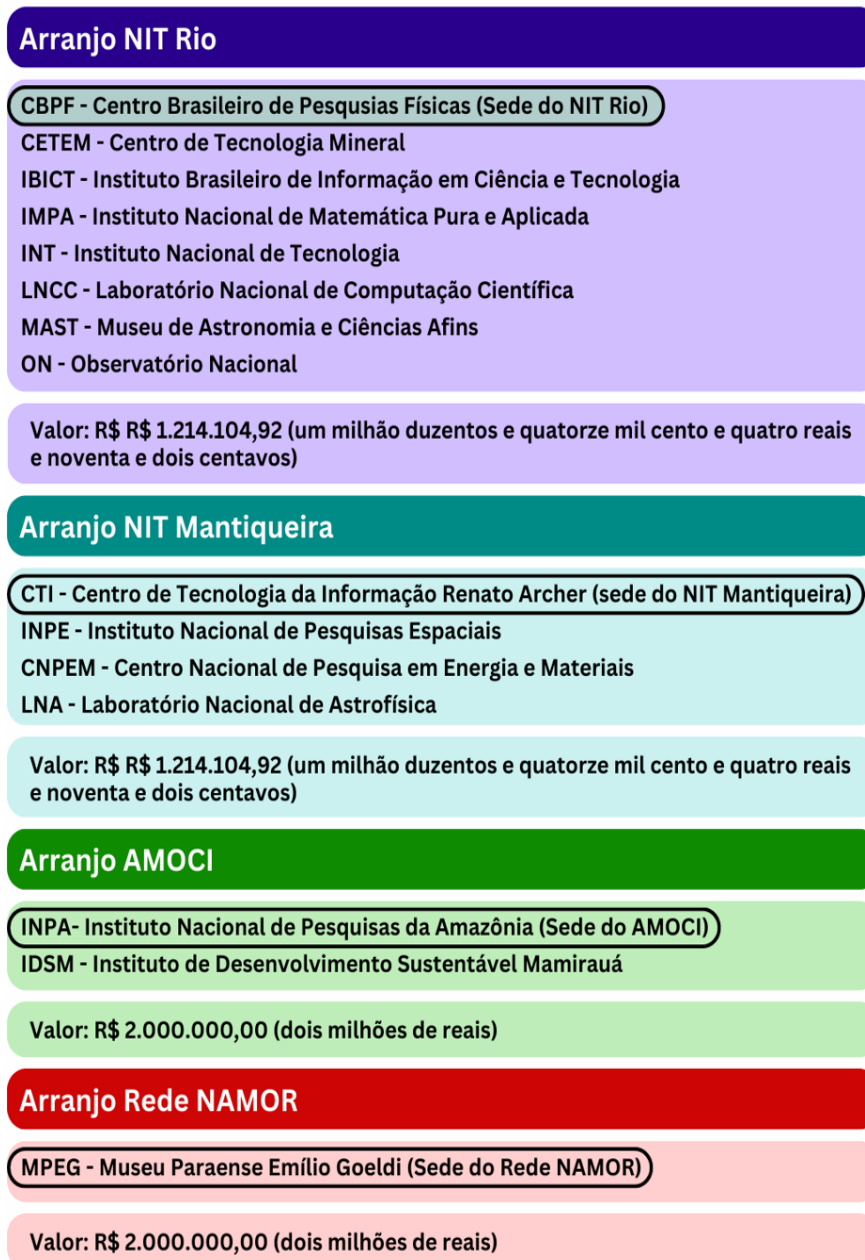 Arranjo NIT Rio
CBPF - Centro Brasileiro de Pesqusias Físicas (Sede do NIT Rio)
CETEM - Centro de Tecnologia Mineral
IBICT - Instituto Brasileiro de Informação em Ciência e Tecnologia
IMPA - Instituto Nacional de Matemática Pura e Aplicada
INT - Instituto Nacional de Tecnologia
LNCC - Laboratório Nacional de Computação Científica
MAST - Museu de Astronomia e Ciências Afins
ON - Observatório Nacional
Valor: R$ R$ 1.214.104,92 (um milhão duzentos e quatorze mil cento e quatro reais
e noventa e dois centavos)
Arranjo NIT Mantiqueira
CTI - Centro de Tecnologia da Informação Renato Archer (sede do NIT Mantiqueira)
INPE - Instituto Nacional de Pesquisas Espaciais
CNPEM - Centro Nacional de Pesquisa em Energia e Materiais
LNA - Laboratório Nacional de Astrofísica
Valor: R$ R$ 1.214.104,92 (um milhão duzentos e quatorze mil cento e quatro reais
e noventa e dois centavos)
Arranjo AMOCI
INPA- Instituto Nacional de Pesquisas da Amazônia (Sede do AMOCI)
IDSM - Instituto de Desenvolvimento Sustentável Mamirauá
Valor: R$ 2.000.000,00 (dois milhões de reais)
Arranjo Rede NAMOR
MPEG - Museu Paraense Emílio Goeldi (Sede do Rede NAMOR)
Valor: R$ 2.000.000,00 (dois milhões de reais)